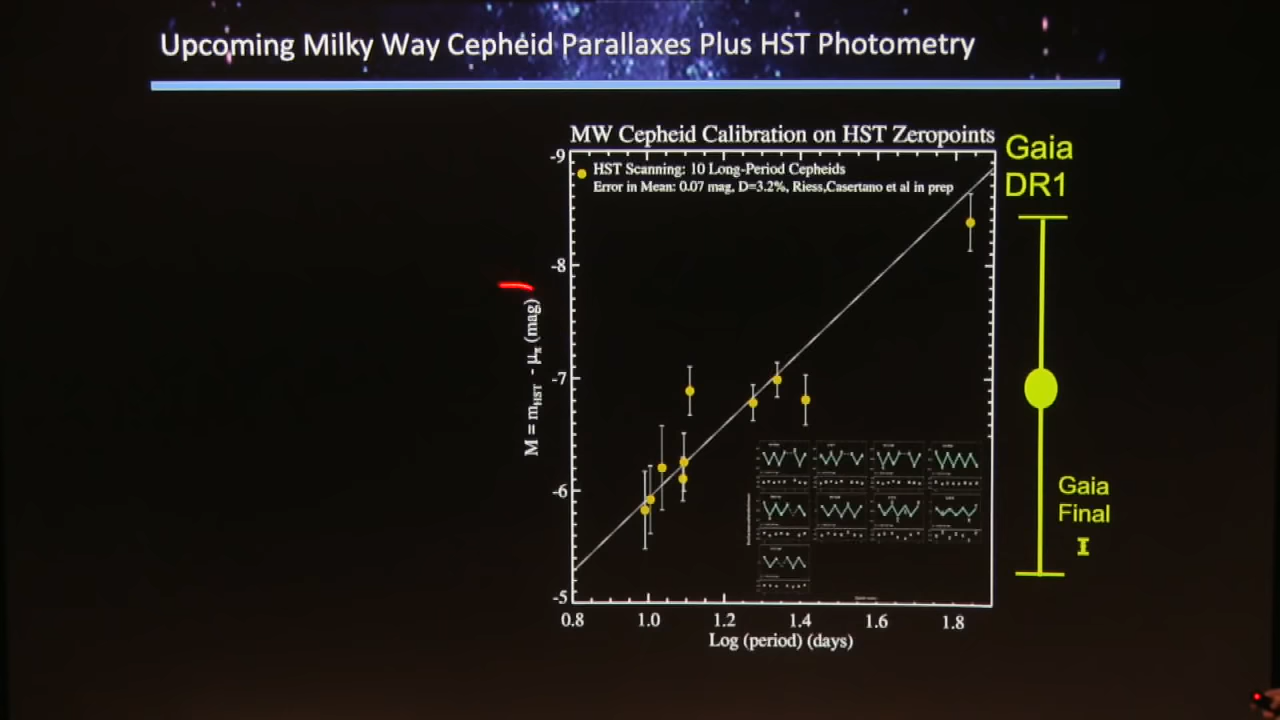 Upcoming Milky Way Cepheid Parallaxes Plus HST Photometry
MW Cepheid Calibration on HST Zeropoints
HST Scanning: 10 Long-Period Cepheids
Error in Mean: 0.07 mag, D=3.2%, Riess,Casertano et al in prep
Gaia
DR1
-9
-8
-7
-6
-5
M = mHST - μπ (mag)
Gaia
Final
0.8 1.0 1.2 1.4 1.6 1.8
Log (period) (days)